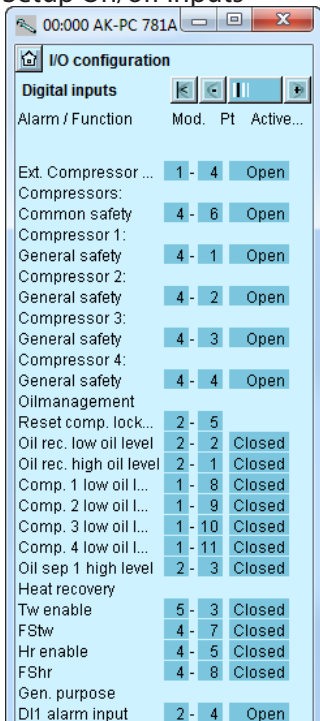 Setup On/off inputs
00:000 AK-PC 781A
I/O configuration
Digital inputs
Alarm / Function Mod. Pt Active...
Ext. Compressor ... 1 - 4 Open
Compressors:
Common safety 4 - 6 Open
Compressor 1:
General safety 4 - 1 Open
Compressor 2:
General safety 4 - 2 Open
Compressor 3:
General safety 4 - 3 Open
Compressor 4:
General safety 4 - 4 Open
Oilmanagement
Reset comp. lock... 2 - 5
Oil rec. low oil level 2 - 2 Closed
Oil rec. high oil level 2 - 1 Closed
Comp. 1 low oil l... 1 - 8 Closed
Comp. 2 low oil l... 1 - 9 Closed
Comp. 3 low oil l... 1 - 10 Closed
Comp. 4 low oil l... 1 - 11 Closed
Oil sep 1 high level 2 - 3 Closed
Heat recovery
Tw enable 5 - 3 Closed
FStw 4 - 7 Closed
Hr enable 4 - 5 Closed
FShr 4 - 8 Closed
Gen. purpose
DI1 alarm input 2 - 4 Open